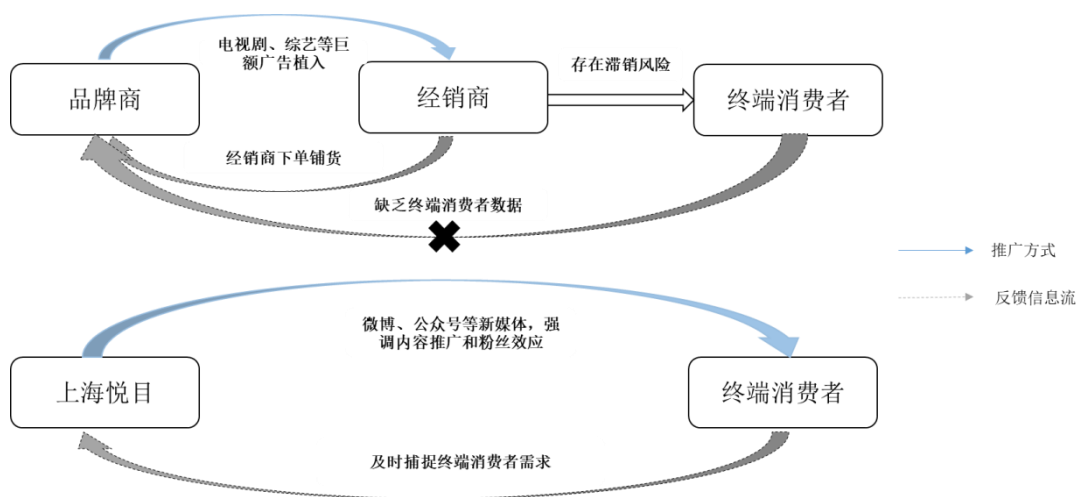 电视剧、综艺等巨
额广告植入
存在滞销风险
品牌商
经销商
终端消费者
经销商下单铺货
缺乏终端消费者数据
推广方式
反馈信息流
微博、公众号等新媒体，强
调内容推广和粉丝效应
上海悦目
终端消费者
及时捕捉终端消费者需求